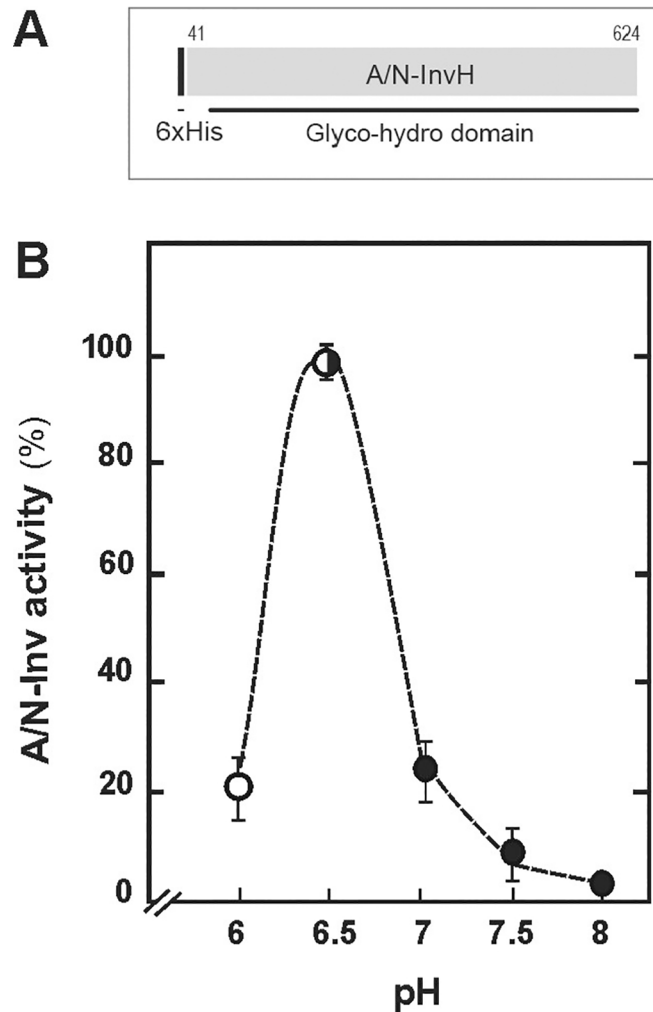 A
41 624
A/N-InvH
6xHis Glyco-hydro domain
B
A/N-Inv activity (%)
100
80
60
40
20
0
6 6.5 7 7.5 8
pH